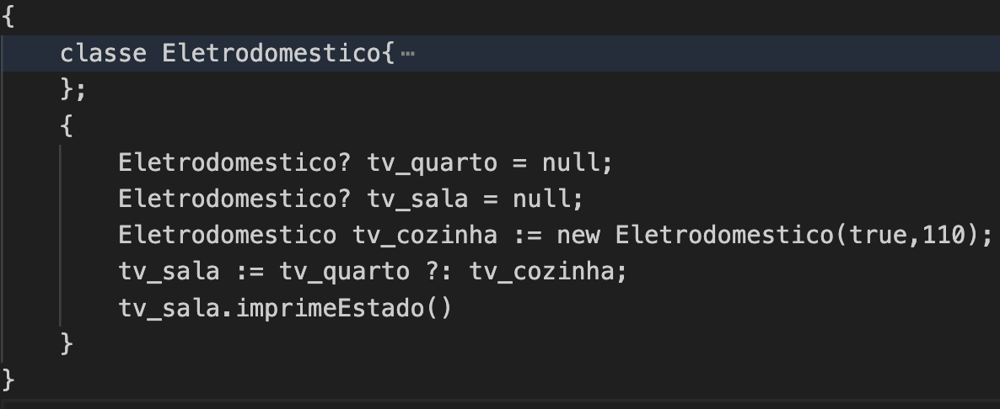 {
classe Eletrodomestico{ ⋯
};
{
Eletrodomestico? tv_quarto = null;
Eletrodomestico? tv_sala = null;
Eletrodomestico tv_cozinha := new Eletrodomestico(true,110);
tv_sala := tv_quarto ?: tv_cozinha;
tv_sala.imprimeEstado()
}
}